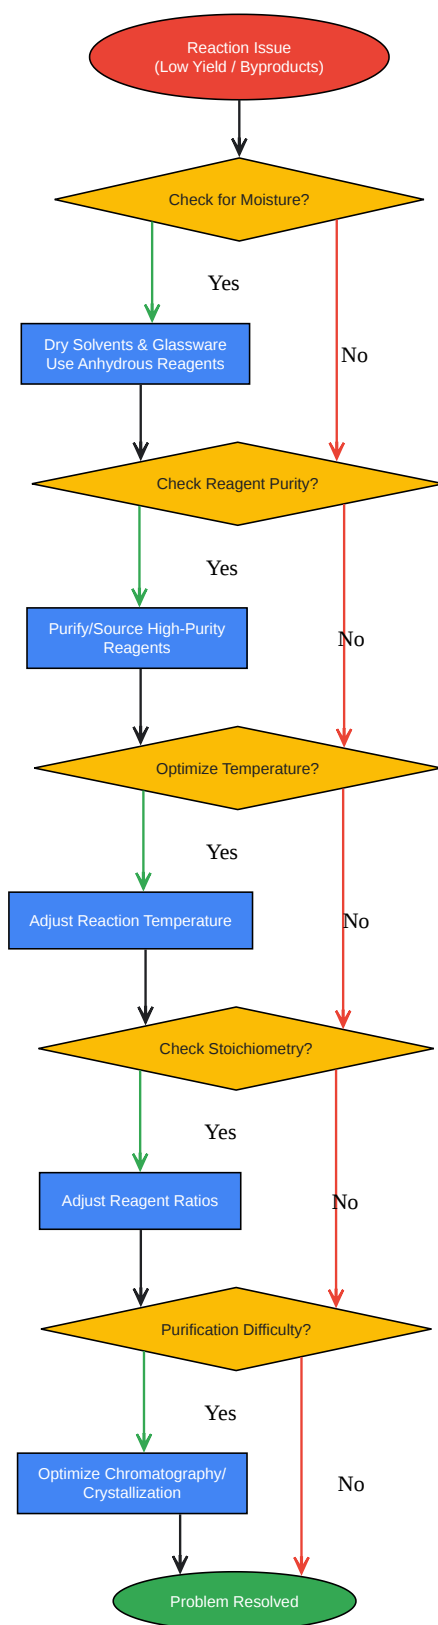 Reaction Issue
(Low Yield / Byproducts)
Check for Moisture?
Yes
Dry Solvents & Glassware
Use Anhydrous Reagents
No
Check Reagent Purity?
Yes
Purify/Source High-Purity
Reagents
No
Optimize Temperature?
Yes
Adjust Reaction Temperature
No
Check Stoichiometry?
Yes
Adjust Reagent Ratios
No
Purification Difficulty?
Yes
Optimize Chromatography/
Crystallization
No
Problem Resolved